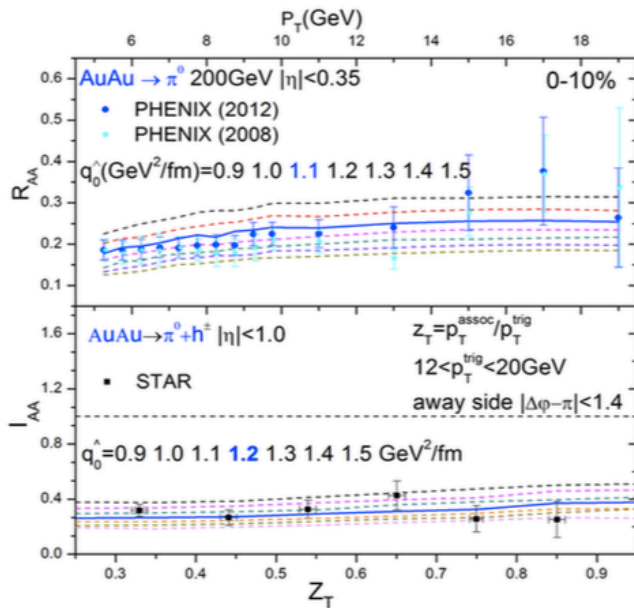 P_T(GeV)
6 8 10 12 14 16 18
AuAu→π⁰ 200GeV |η|<0.35 0-10%
PHENIX (2012)
PHENIX (2008)
q̂₀(GeV²/fm)=0.9 1.0 1.1 1.2 1.3 1.4 1.5
R_AA
0.6
0.5
0.4
0.3
0.2
0.1
AuAu→π⁰+h^± |η|<1.0
z_T=p_T^assoc/p_T^trig
STAR
12<p_T^trig<20GeV
away side |Δφ−π|<1.4
q̂₀=0.9 1.0 1.1 1.2 1.3 1.4 1.5 GeV²/fm
I_AA
1.6
1.2
0.8
0.4
0.0
0.3 0.4 0.5 0.6 0.7 0.8 0.9
Z_T